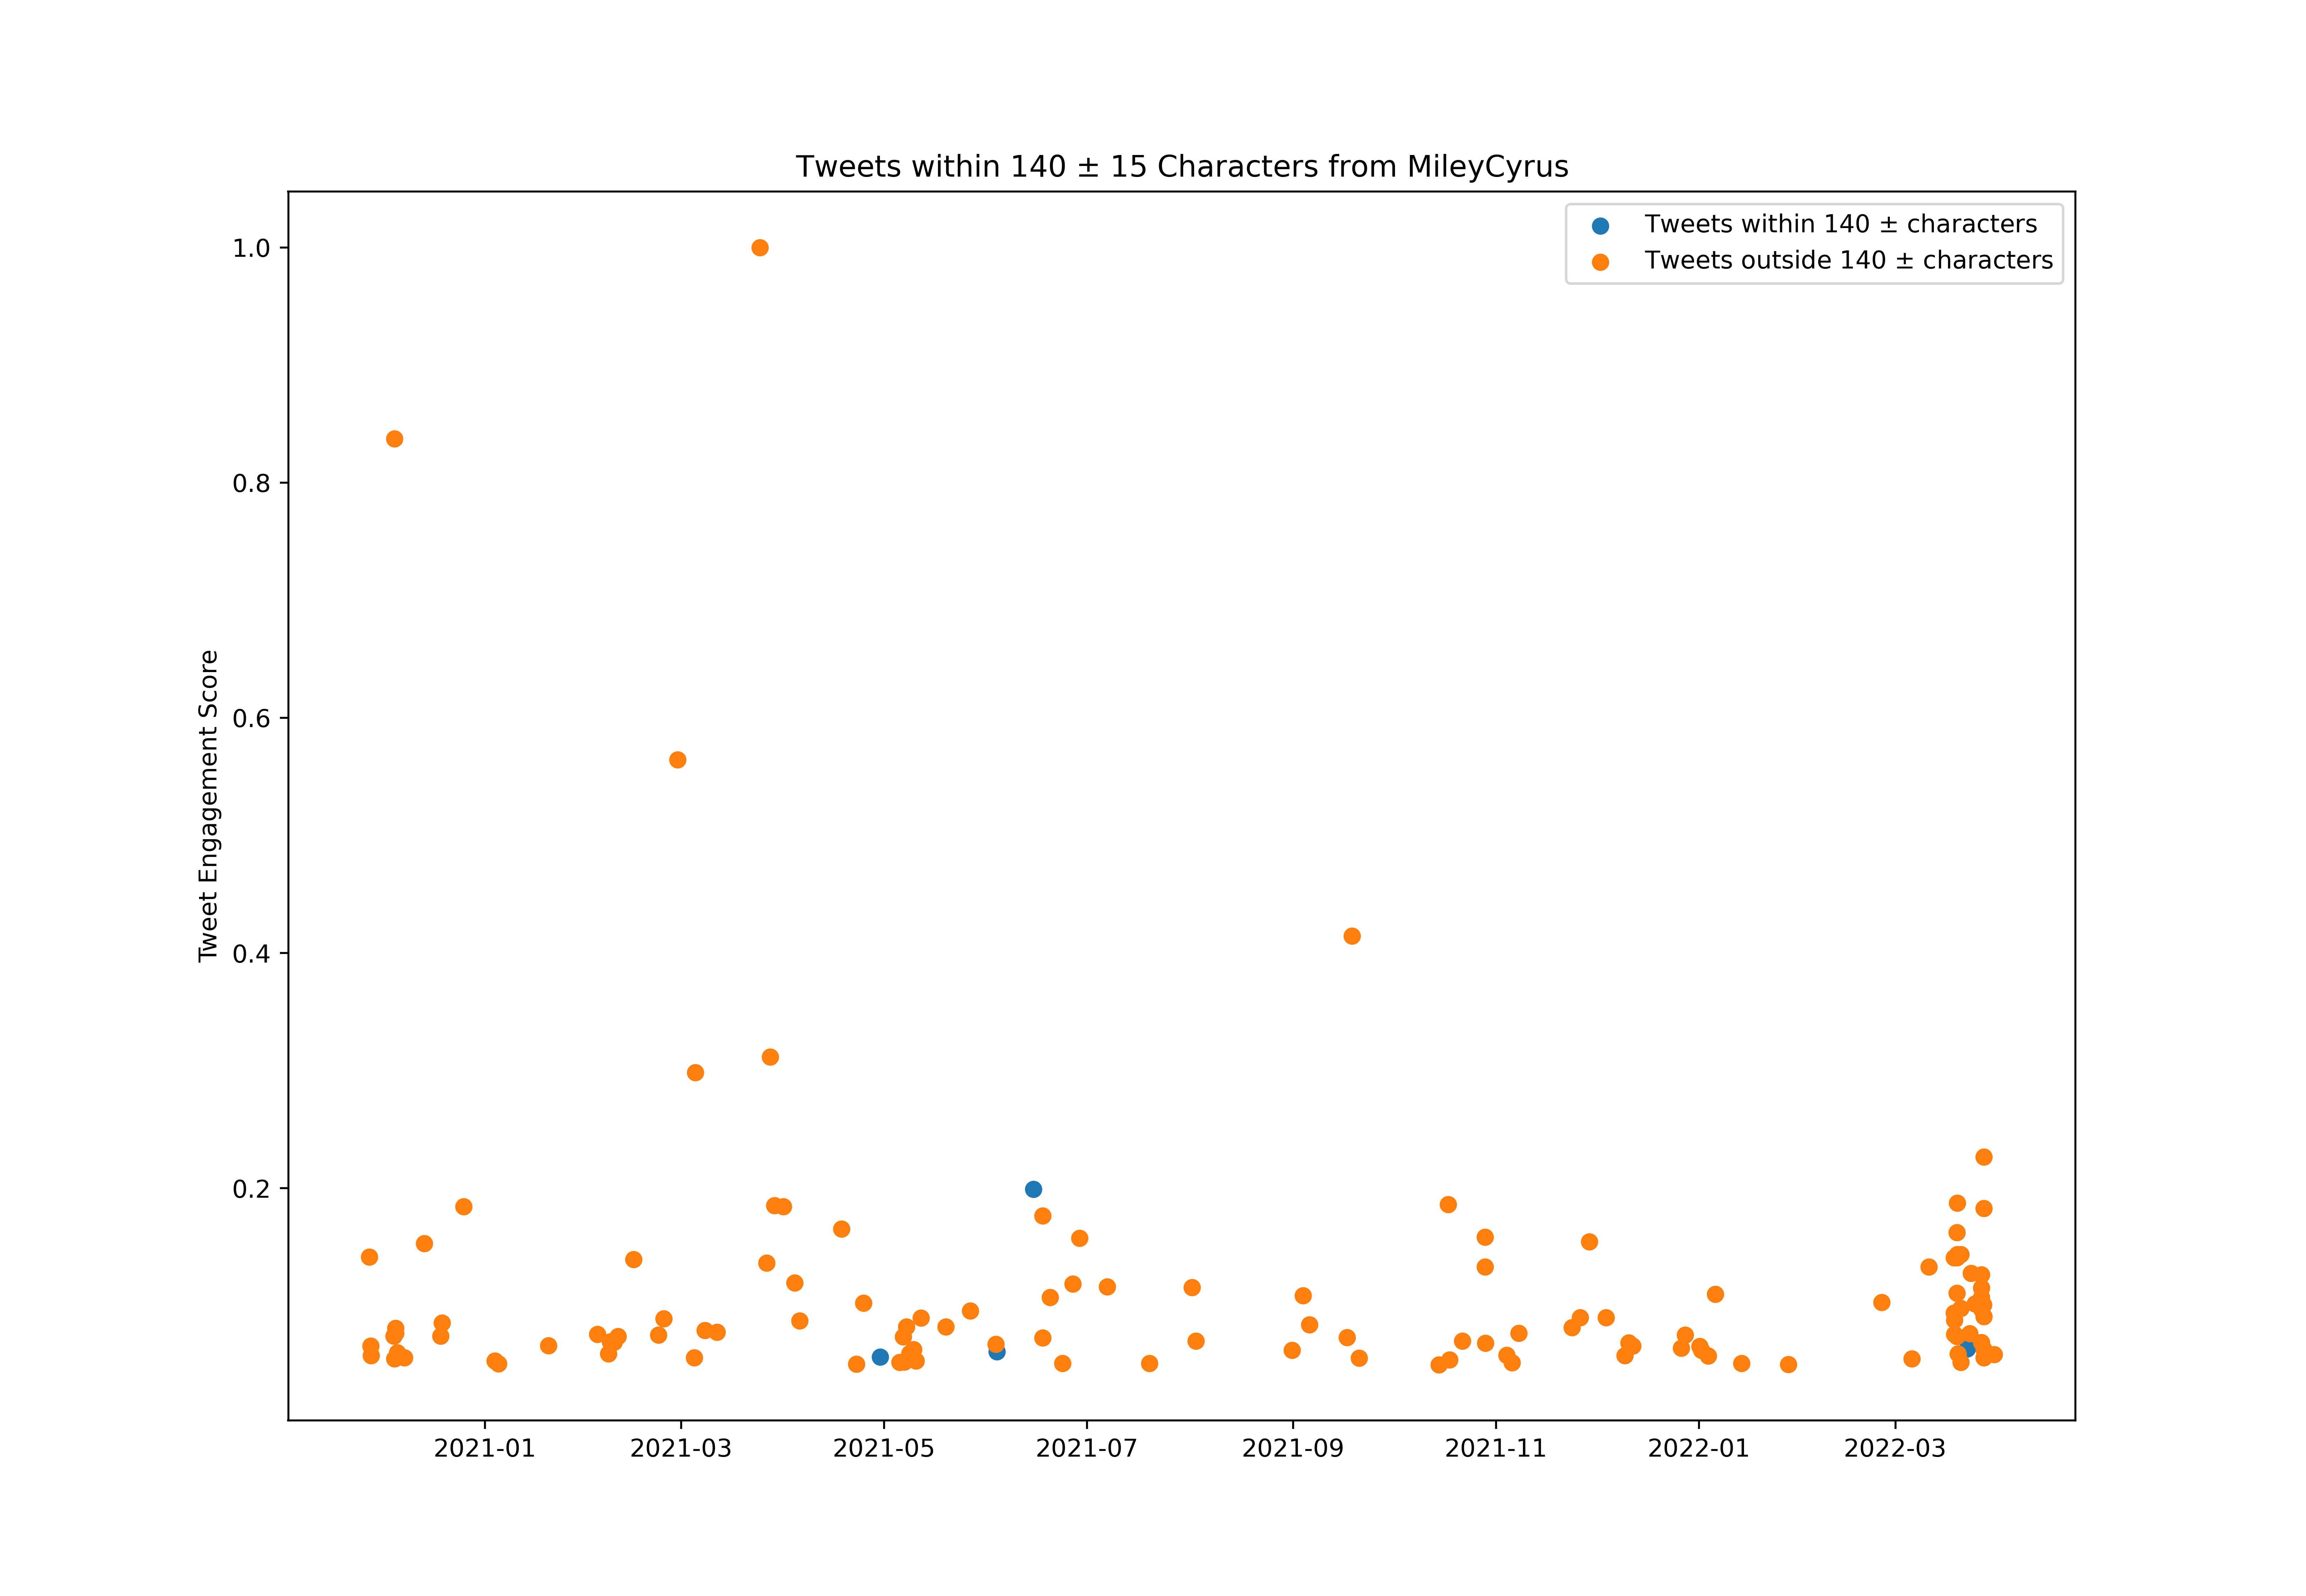 Tweets within 140 ± 15 Characters from MileyCyrus
Tweets within 140 ± characters
Tweets outside 140 ± characters
Tweet Engagement Score
1.0
0.8
0.6
0.4
0.2
2021-01 2021-03 2021-05 2021-07 2021-09 2021-11 2022-01 2022-03